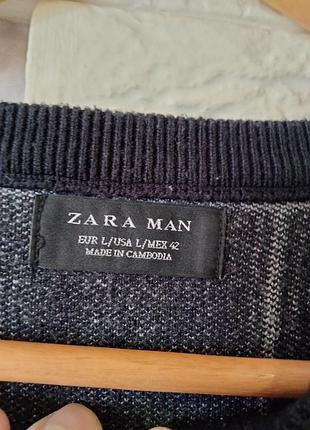 ZARA MAN
EUR L/USA L/MEX 42
MADE IN CAMBODIA